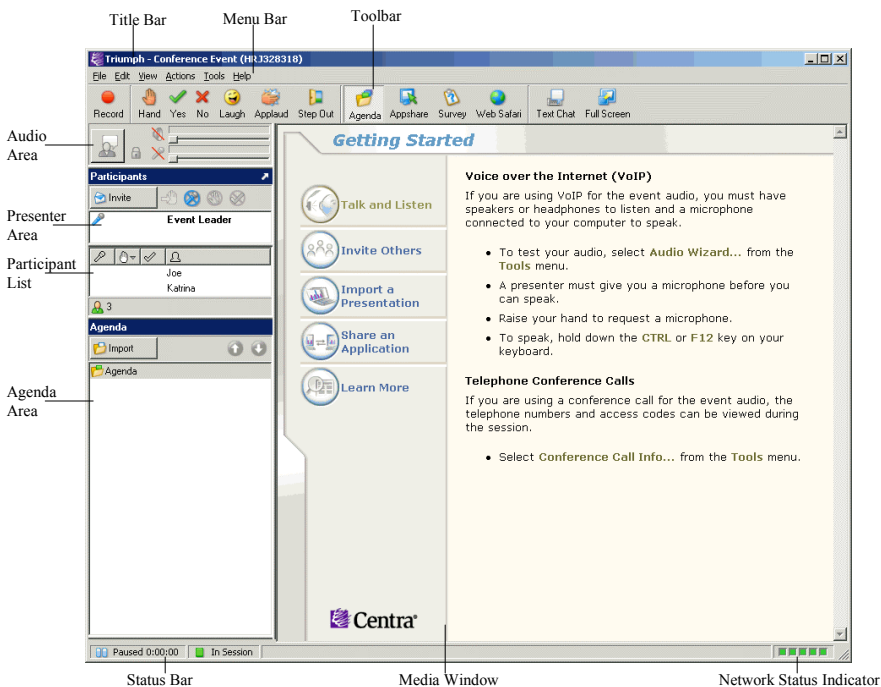 Title Bar
Menu Bar
Toolbar
Triumph - Conference Event (HRJ328318)
File Edit View Actions Tools Help
Record Hand Yes No Laugh Applaud Step Out Agenda Appshare Survey Web Safari Text Chat Full Screen
Audio
Area
Participants
Invite
Presenter
Area
Event Leader
Participant
List
Joe
Katrina
3
Agenda
Import
Agenda
Agenda
Area
Getting Started
Talk and Listen
Invite Others
Import a
Presentation
Share an
Application
Learn More
Voice over the Internet (VoIP)
If you are using VoIP for the event audio, you must have
speakers or headphones to listen and a microphone
connected to your computer to speak.
• To test your audio, select Audio Wizard... from the
Tools menu.
• A presenter must give you a microphone before you
can speak.
• Raise your hand to request a microphone.
• To speak, hold down the CTRL or F12 key on your
keyboard.
Telephone Conference Calls
If you are using a conference call for the event audio, the
telephone numbers and access codes can be viewed during
the session.
• Select Conference Call Info... from the Tools menu.
Centra®
Paused 0:00:00 In Session
Status Bar
Media Window
Network Status Indicator